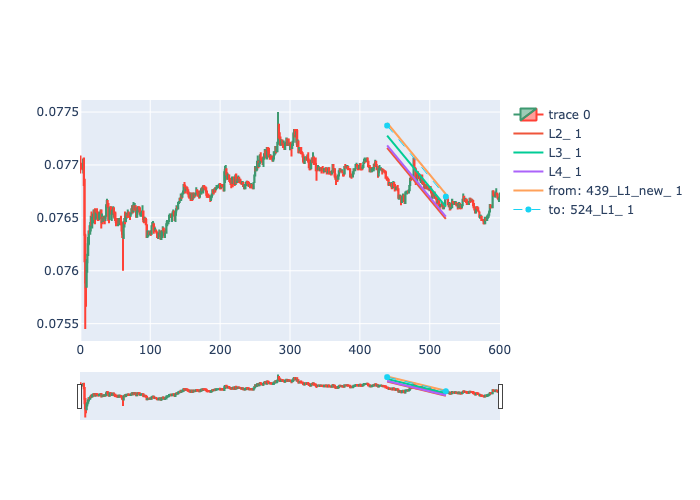 0.0775
0.077
0.0765
0.076
0.0755
0
100
200
300
400
500
600
trace 0
L2_ 1
L3_ 1
L4_ 1
from: 439_L1_new_ 1
to: 524_L1_ 1